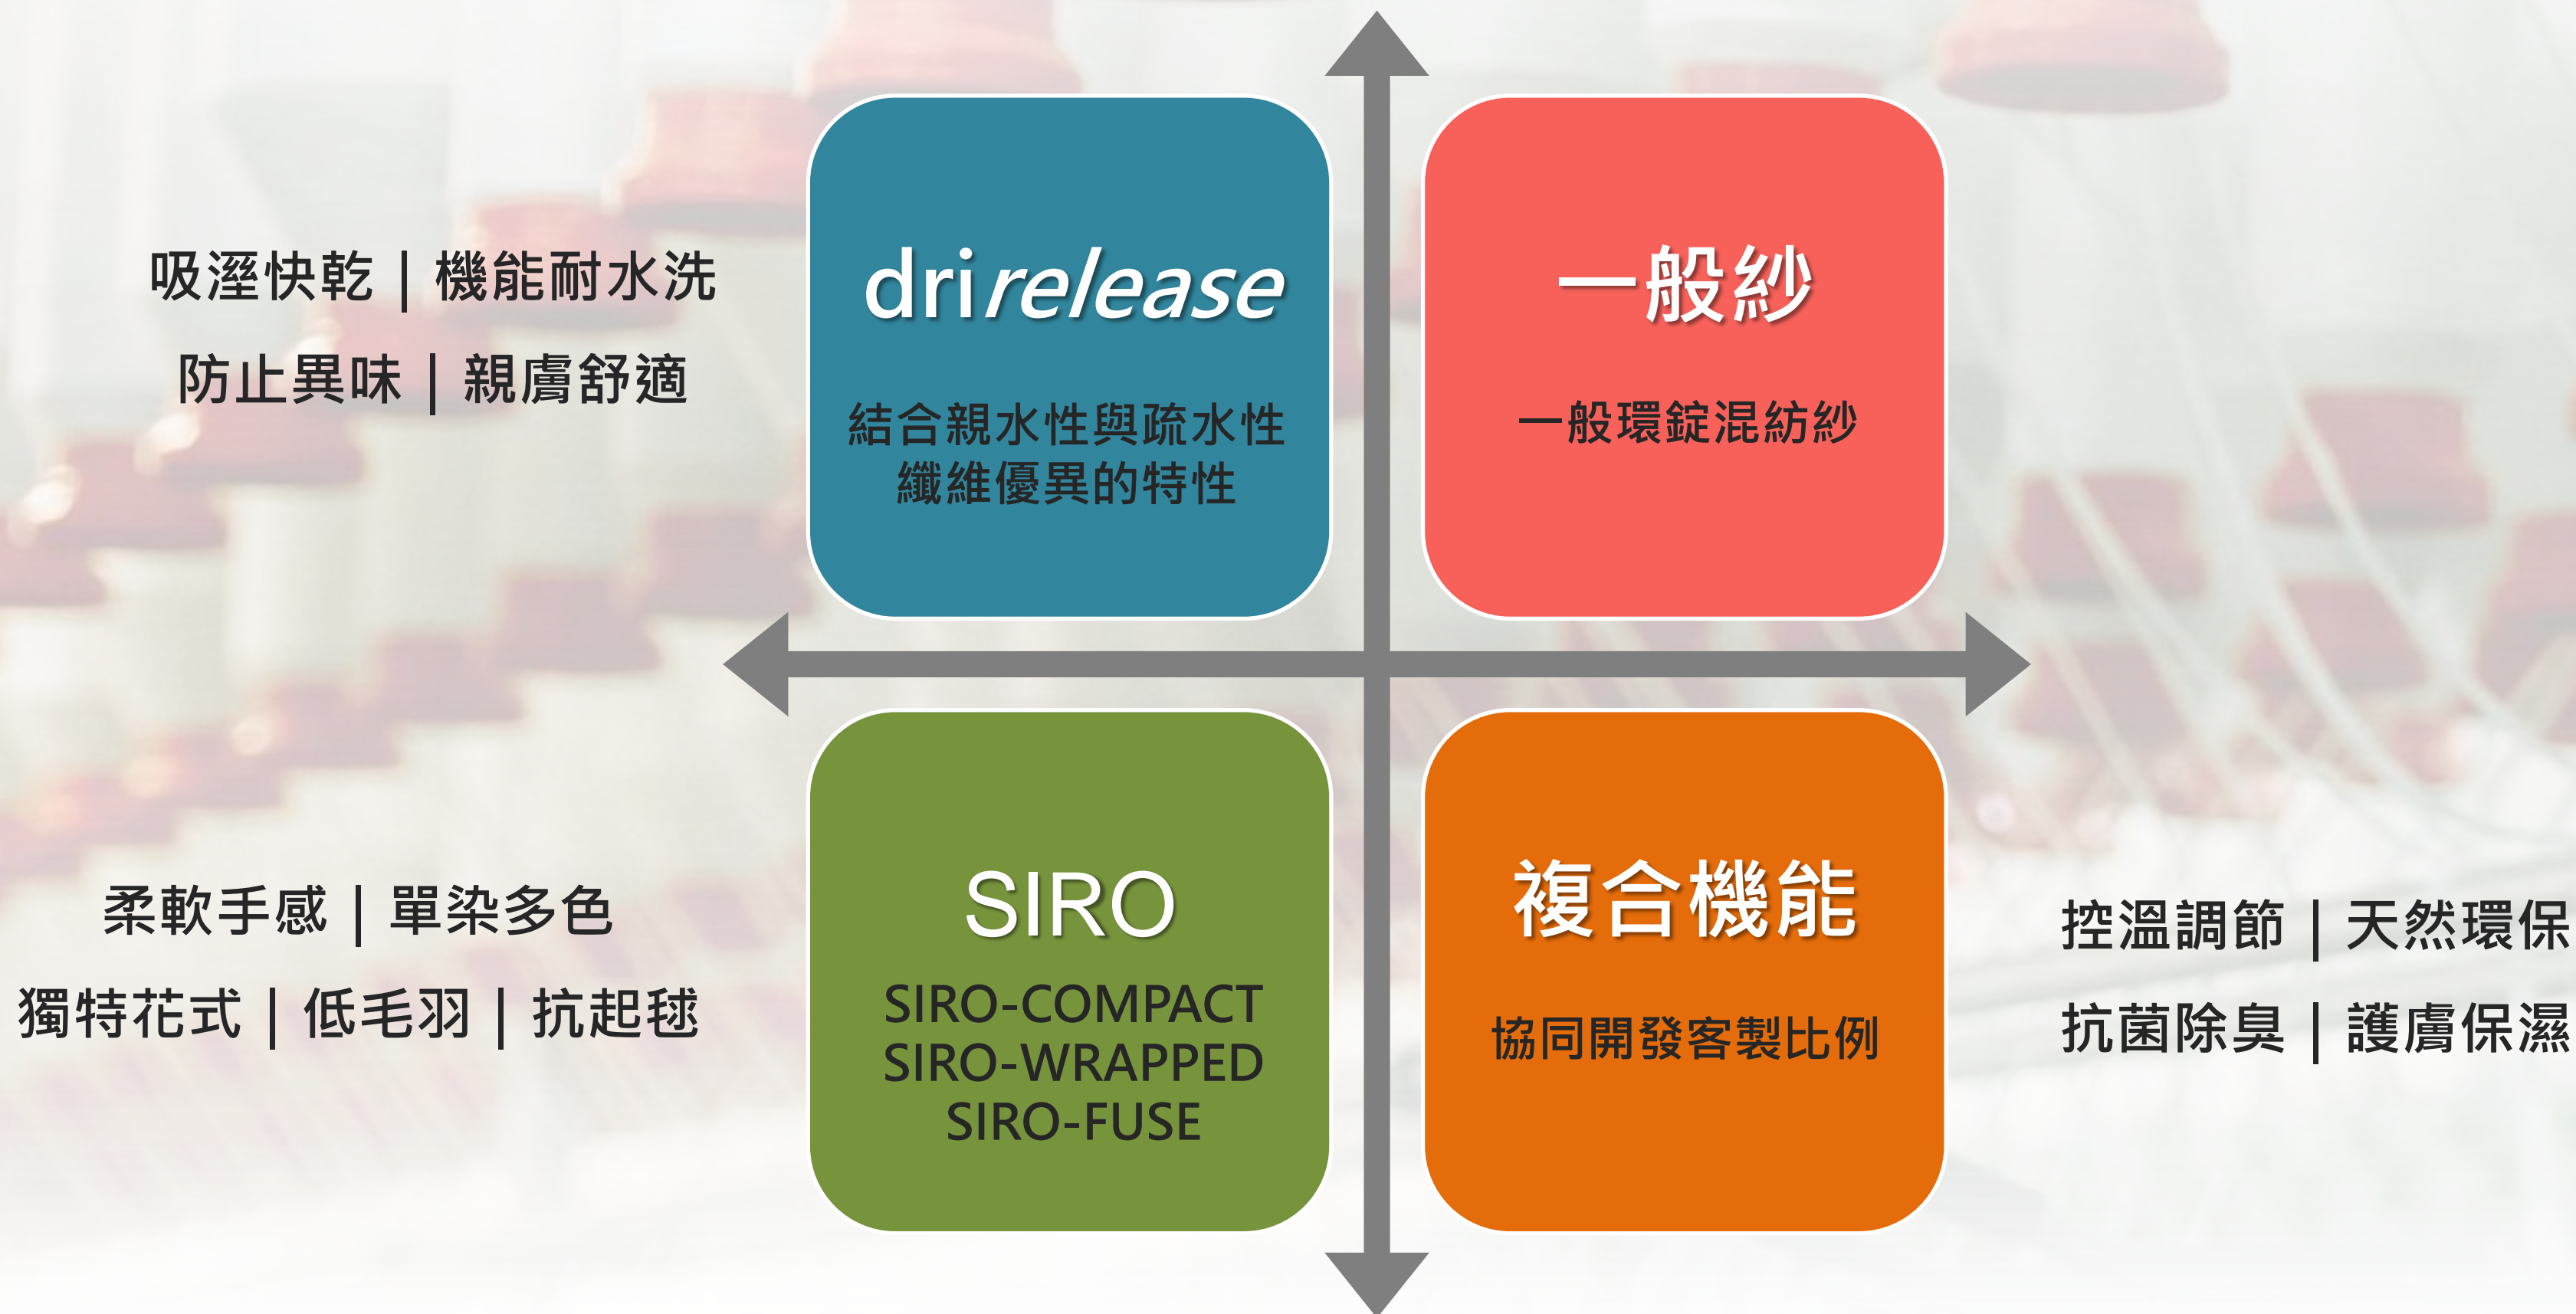 吸溼快乾 | 機能耐水洗
防止異味 | 親膚舒適
drirelease
結合親水性與疏水性
纖維優異的特性
一般紗
一般環錠混紡紗
柔軟手感 | 單染多色
獨特花式 | 低毛羽 | 抗起毬
SIRO
SIRO-COMPACT
SIRO-WRAPPED
SIRO-FUSE
複合機能
協同開發客製比例
控溫調節 | 天然環保
抗菌除臭 | 護膚保濕